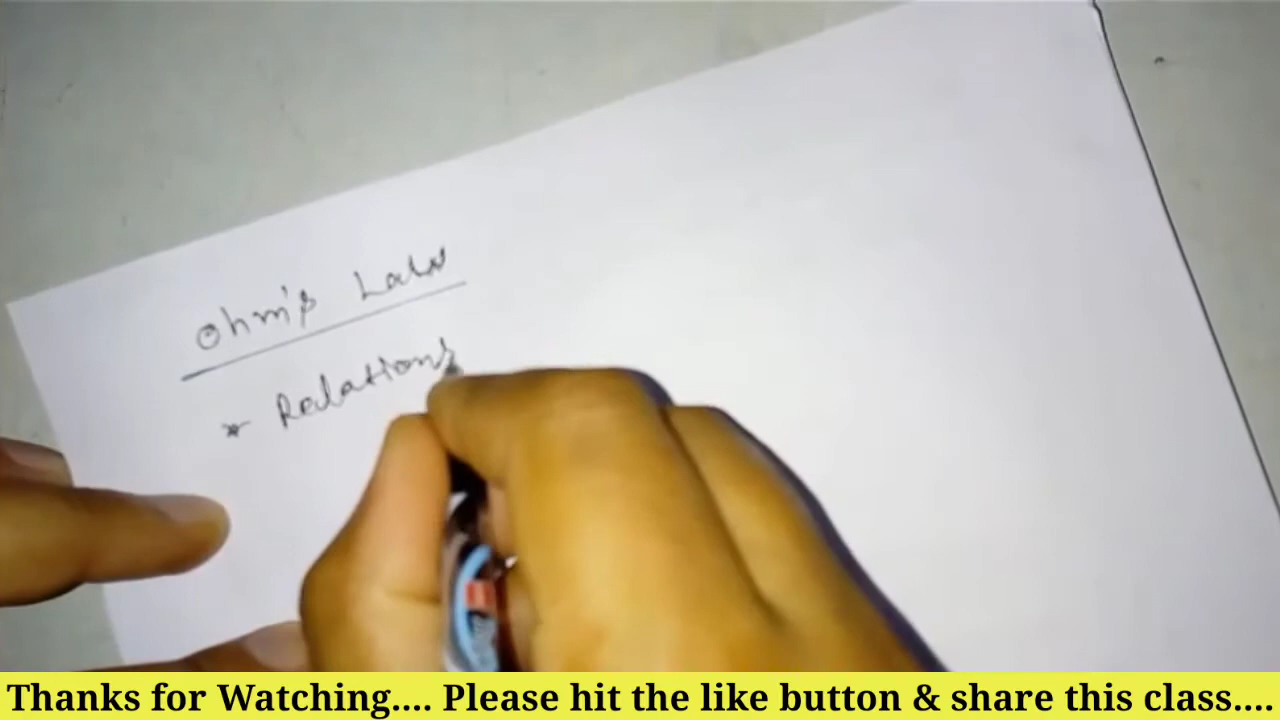 Ohm's Law
* Relations
Thanks for Watching.... Please hit the like button & share this class....